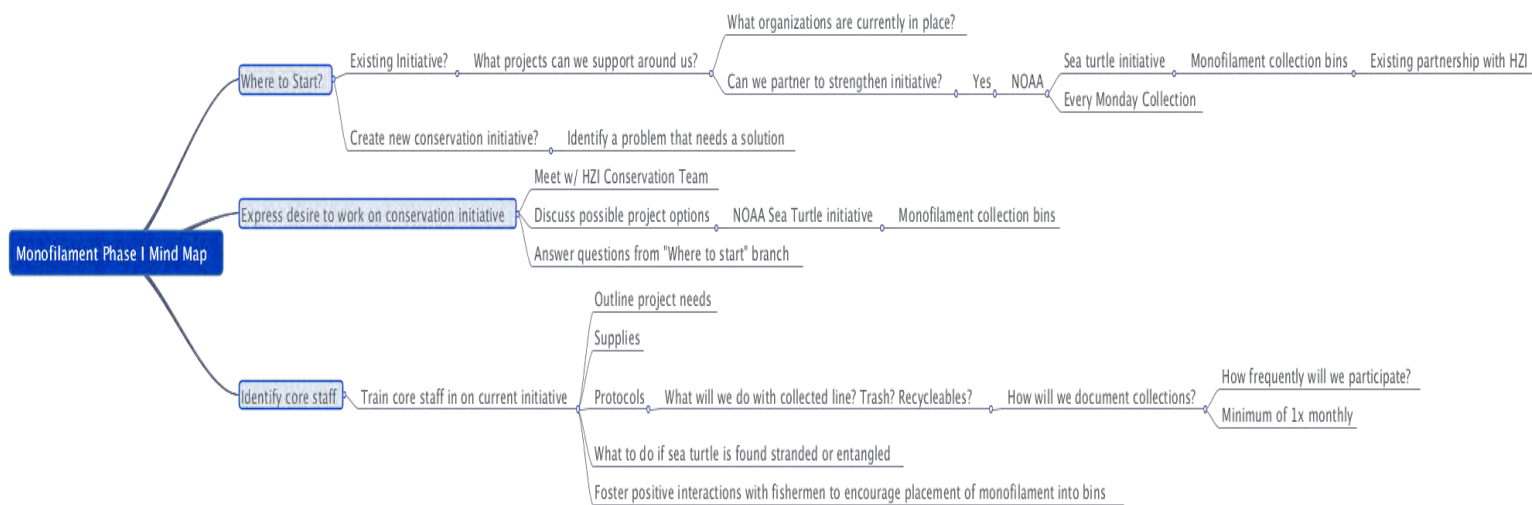 Monofilament Phase I Mind Map
Where to Start?
Existing Initiative?
What projects can we support around us?
What organizations are currently in place?
Can we partner to strengthen initiative?
Yes
NOAA
Sea turtle initiative
Monofilament collection bins
Existing partnership with HZI
Every Monday Collection
Create new conservation initiative?
Identify a problem that needs a solution
Express desire to work on conservation initiative
Meet w/ HZI Conservation Team
Discuss possible project options
NOAA Sea Turtle initiative
Monofilament collection bins
Answer questions from "Where to start" branch
Identify core staff
Train core staff in on current initiative
Outline project needs
Supplies
Protocols
What will we do with collected line? Trash? Recycleables?
How will we document collections?
How frequently will we participate?
Minimum of 1x monthly
What to do if sea turtle is found stranded or entangled
Foster positive interactions with fishermen to encourage placement of monofilament into bins